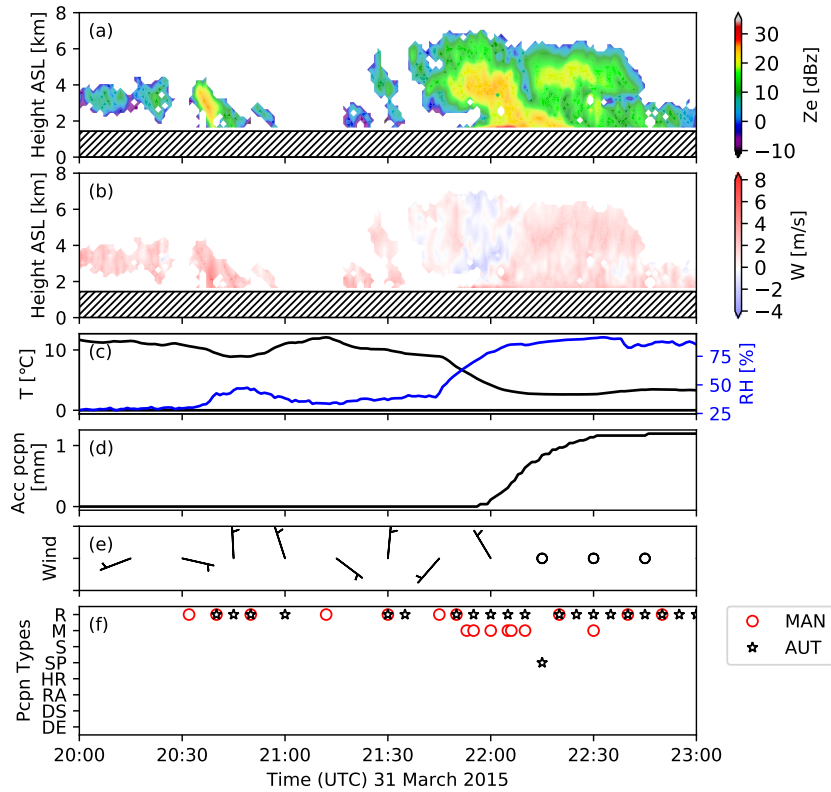 8
6
4
2
0
Height ASL [km]
(a)
30
20
10
0
−10
Ze [dBz]
8
6
4
2
0
Height ASL [km]
(b)
8
6
4
2
0
−2
−4
W [m/s]
10
0
T [℃]
(c)
75
50
25
RH [%]
1
0
Acc pcpn
[mm]
(d)
Wind
(e)
R
M
S
SP
HR
RA
DS
DE
Pcpn Types
(f)
MAN
AUT
20:00 20:30 21:00 21:30 22:00 22:30 23:00
Time (UTC) 31 March 2015